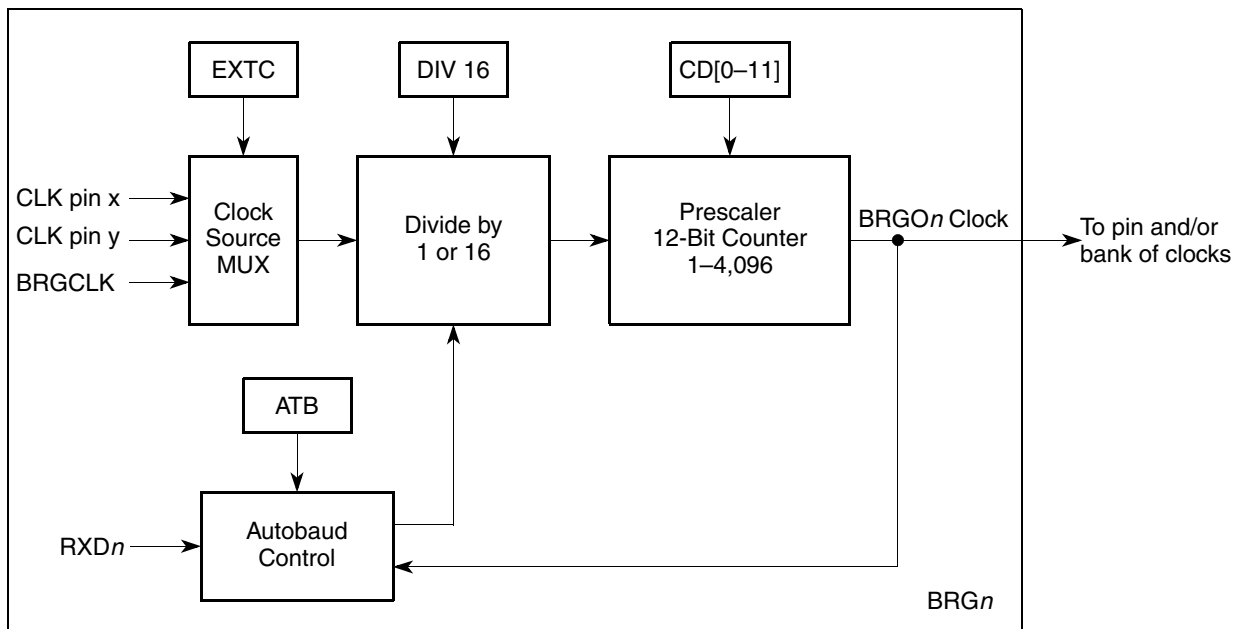 EXTC
DIV 16
CD[0–11]
CLK pin x
CLK pin y
BRGCLK
Clock
Source
MUX
Divide by
1 or 16
Prescaler
12-Bit Counter
1–4,096
BRGOn Clock
To pin and/or
bank of clocks
ATB
RXDn
Autobaud
Control
BRGn